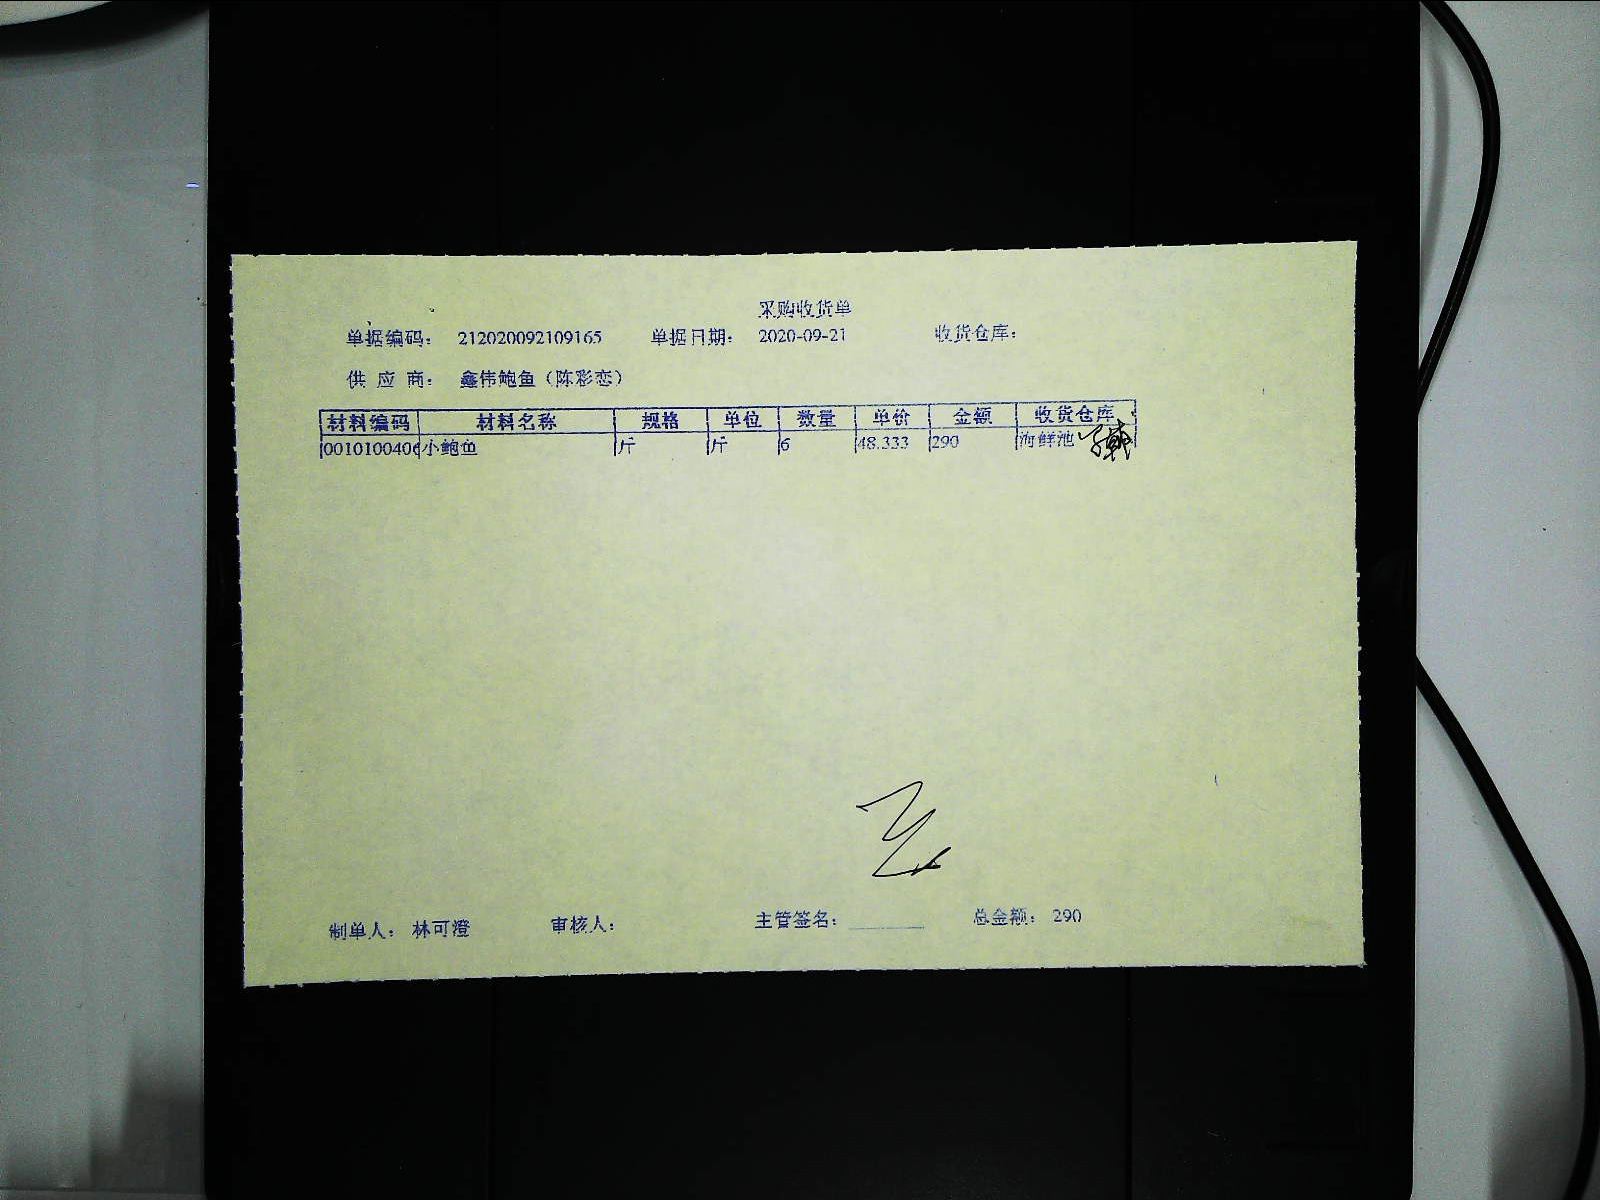 采购收货单
单据编码： 212020092109165 单据日期： 2020-09-21 收货仓库：
供 应 商： 鑫伟鲍鱼（陈彩恋）
材料编码 材料名称 规格 单位 数量 单价 金额 收货仓库
0010100406 小鲍鱼 斤 斤 6 48.333 290 海鲜池
制单人： 林可澄 审核人： 主管签名： 总金额： 290